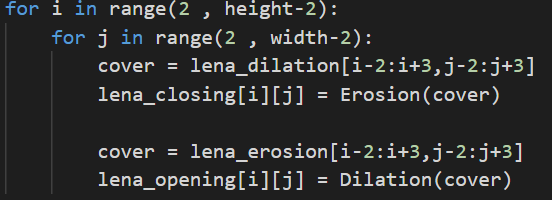 for i in range(2 , height-2):
    for j in range(2 , width-2):
        cover = lena_dilation[i-2:i+3,j-2:j+3]
        lena_closing[i][j] = Erosion(cover)

        cover = lena_erosion[i-2:i+3,j-2:j+3]
        lena_opening[i][j] = Dilation(cover)